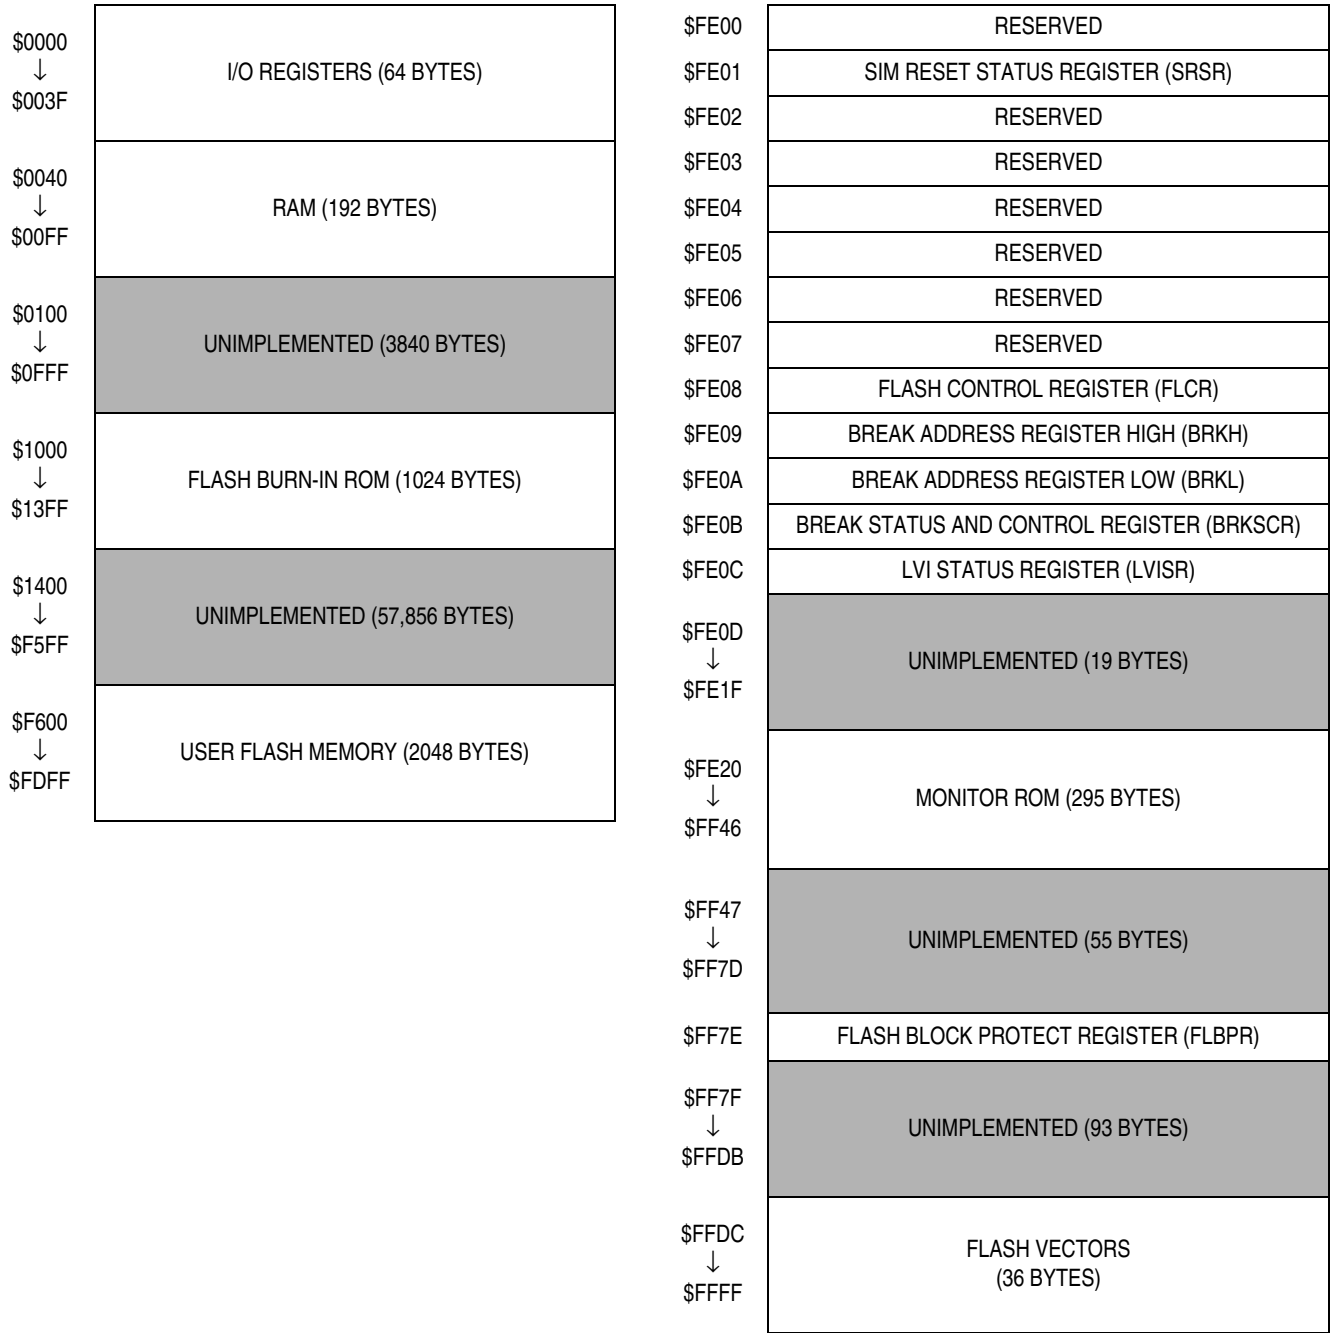 $0000
↓
$003F
I/O REGISTERS (64 BYTES)
$0040
↓
$00FF
RAM (192 BYTES)
$0100
↓
$0FFF
UNIMPLEMENTED (3840 BYTES)
$1000
↓
$13FF
FLASH BURN-IN ROM (1024 BYTES)
$1400
↓
$F5FF
UNIMPLEMENTED (57,856 BYTES)
$F600
↓
$FDFF
USER FLASH MEMORY (2048 BYTES)
$FE00 RESERVED
$FE01 SIM RESET STATUS REGISTER (SRSR)
$FE02 RESERVED
$FE03 RESERVED
$FE04 RESERVED
$FE05 RESERVED
$FE06 RESERVED
$FE07 RESERVED
$FE08 FLASH CONTROL REGISTER (FLCR)
$FE09 BREAK ADDRESS REGISTER HIGH (BRKH)
$FE0A BREAK ADDRESS REGISTER LOW (BRKL)
$FE0B BREAK STATUS AND CONTROL REGISTER (BRKSCR)
$FE0C LVI STATUS REGISTER (LVISR)
$FE0D
↓
$FE1F
UNIMPLEMENTED (19 BYTES)
$FE20
↓
$FF46
MONITOR ROM (295 BYTES)
$FF47
↓
$FF7D
UNIMPLEMENTED (55 BYTES)
$FF7E FLASH BLOCK PROTECT REGISTER (FLBPR)
$FF7F
↓
$FFDB
UNIMPLEMENTED (93 BYTES)
$FFDC
↓
$FFFF
FLASH VECTORS
(36 BYTES)